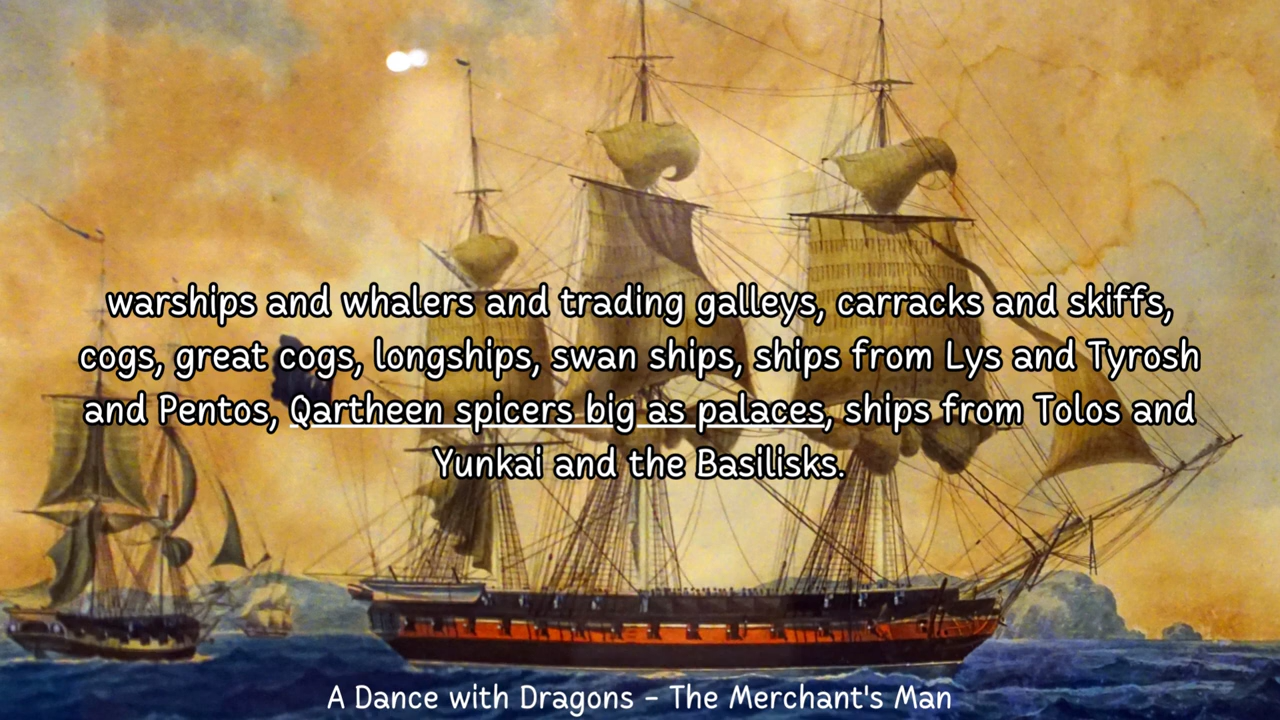 warships and whalers and trading galleys, carracks and skiffs,
cogs, great cogs, longships, swan ships, ships from Lys and Tyrosh
and Pentos, Qartheen spicers big as palaces, ships from Tolos and
Yunkai and the Basilisks.
A Dance with Dragons - The Merchant's Man